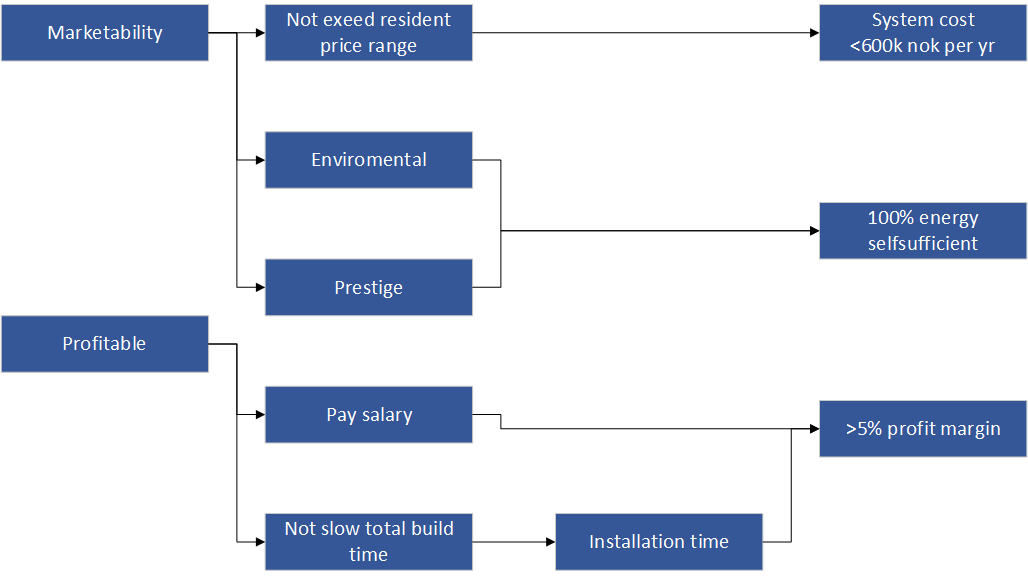 Marketability
Not exeed resident
price range
System cost
<600k nok per yr
Enviromental
100% energy
selfsufficient
Prestige
Profitable
Pay salary
>5% profit margin
Not slow total build
time
Installation time